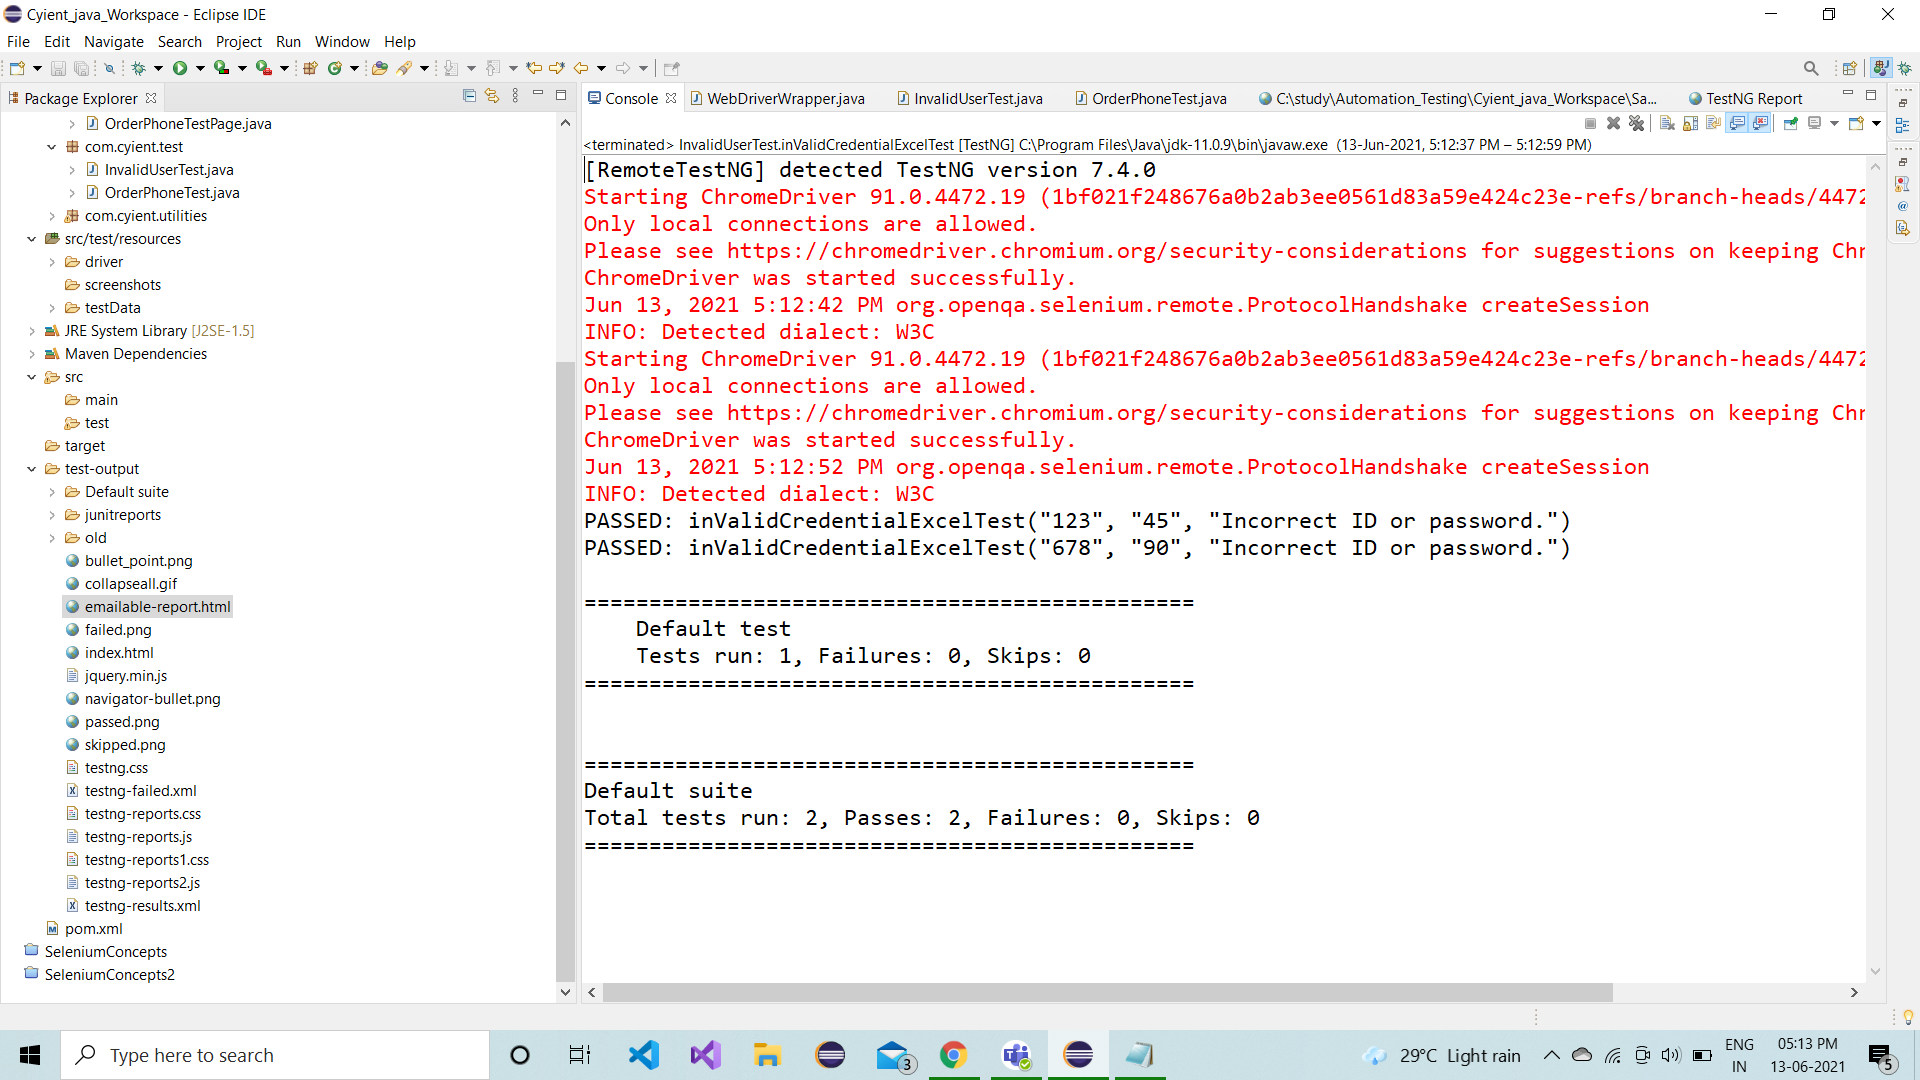 Cyient_java_Workspace - Eclipse IDE
File Edit Navigate Search Project Run Window Help
Package Explorer
OrderPhoneTestPage.java
com.cyient.test
InvalidUserTest.java
OrderPhoneTest.java
com.cyient.utilities
src/test/resources
driver
screenshots
testData
JRE System Library [J2SE-1.5]
Maven Dependencies
src
main
test
target
test-output
Default suite
junitreports
old
bullet_point.png
collapseall.gif
emailable-report.html
failed.png
index.html
jquery.min.js
navigator-bullet.png
passed.png
skipped.png
testng.css
testng-failed.xml
testng-reports.css
testng-reports.js
testng-reports1.css
testng-reports2.js
testng-results.xml
pom.xml
SeleniumConcepts
SeleniumConcepts2
Console WebDriverWrapper.java InvalidUserTest.java OrderPhoneTest.java C:\study\Automation_Testing\Cyient_java_Workspace\Sa... TestNG Report
<terminated> InvalidUserTest.inValidCredentialExcelTest [TestNG] C:\Program Files\Java\jdk-11.0.9\bin\javaw.exe (13-Jun-2021, 5:12:37 PM – 5:12:59 PM)
[RemoteTestNG] detected TestNG version 7.4.0
Starting ChromeDriver 91.0.4472.19 (1bf021f248676a0b2ab3ee0561d83a59e424c23e-refs/branch-heads/4472
Only local connections are allowed.
Please see https://chromedriver.chromium.org/security-considerations for suggestions on keeping Chr
ChromeDriver was started successfully.
Jun 13, 2021 5:12:42 PM org.openqa.selenium.remote.ProtocolHandshake createSession
INFO: Detected dialect: W3C
Starting ChromeDriver 91.0.4472.19 (1bf021f248676a0b2ab3ee0561d83a59e424c23e-refs/branch-heads/4472
Only local connections are allowed.
Please see https://chromedriver.chromium.org/security-considerations for suggestions on keeping Chr
ChromeDriver was started successfully.
Jun 13, 2021 5:12:52 PM org.openqa.selenium.remote.ProtocolHandshake createSession
INFO: Detected dialect: W3C
PASSED: inValidCredentialExcelTest("123", "45", "Incorrect ID or password.")
PASSED: inValidCredentialExcelTest("678", "90", "Incorrect ID or password.")
===============================================
Default test
Tests run: 1, Failures: 0, Skips: 0
===============================================
===============================================
Default suite
Total tests run: 2, Passes: 2, Failures: 0, Skips: 0
===============================================
Type here to search
3
29°C Light rain
ENG
IN
05:13 PM
13-06-2021
5